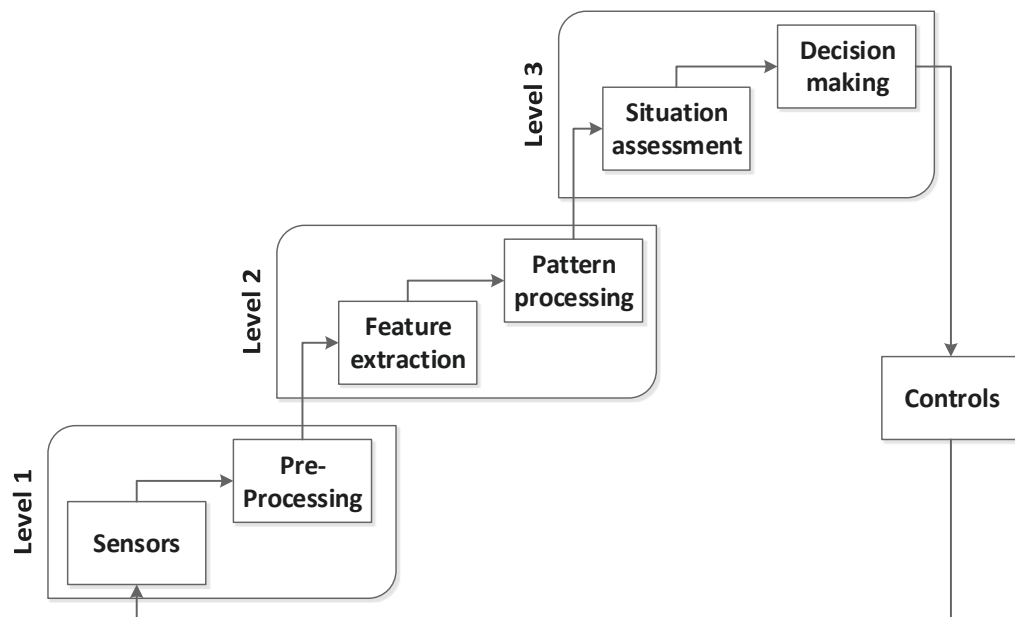 Level 3
Decision
making
Situation
assessment
Level 2
Pattern
processing
Feature
extraction
Controls
Level 1
Pre-
Processing
Sensors